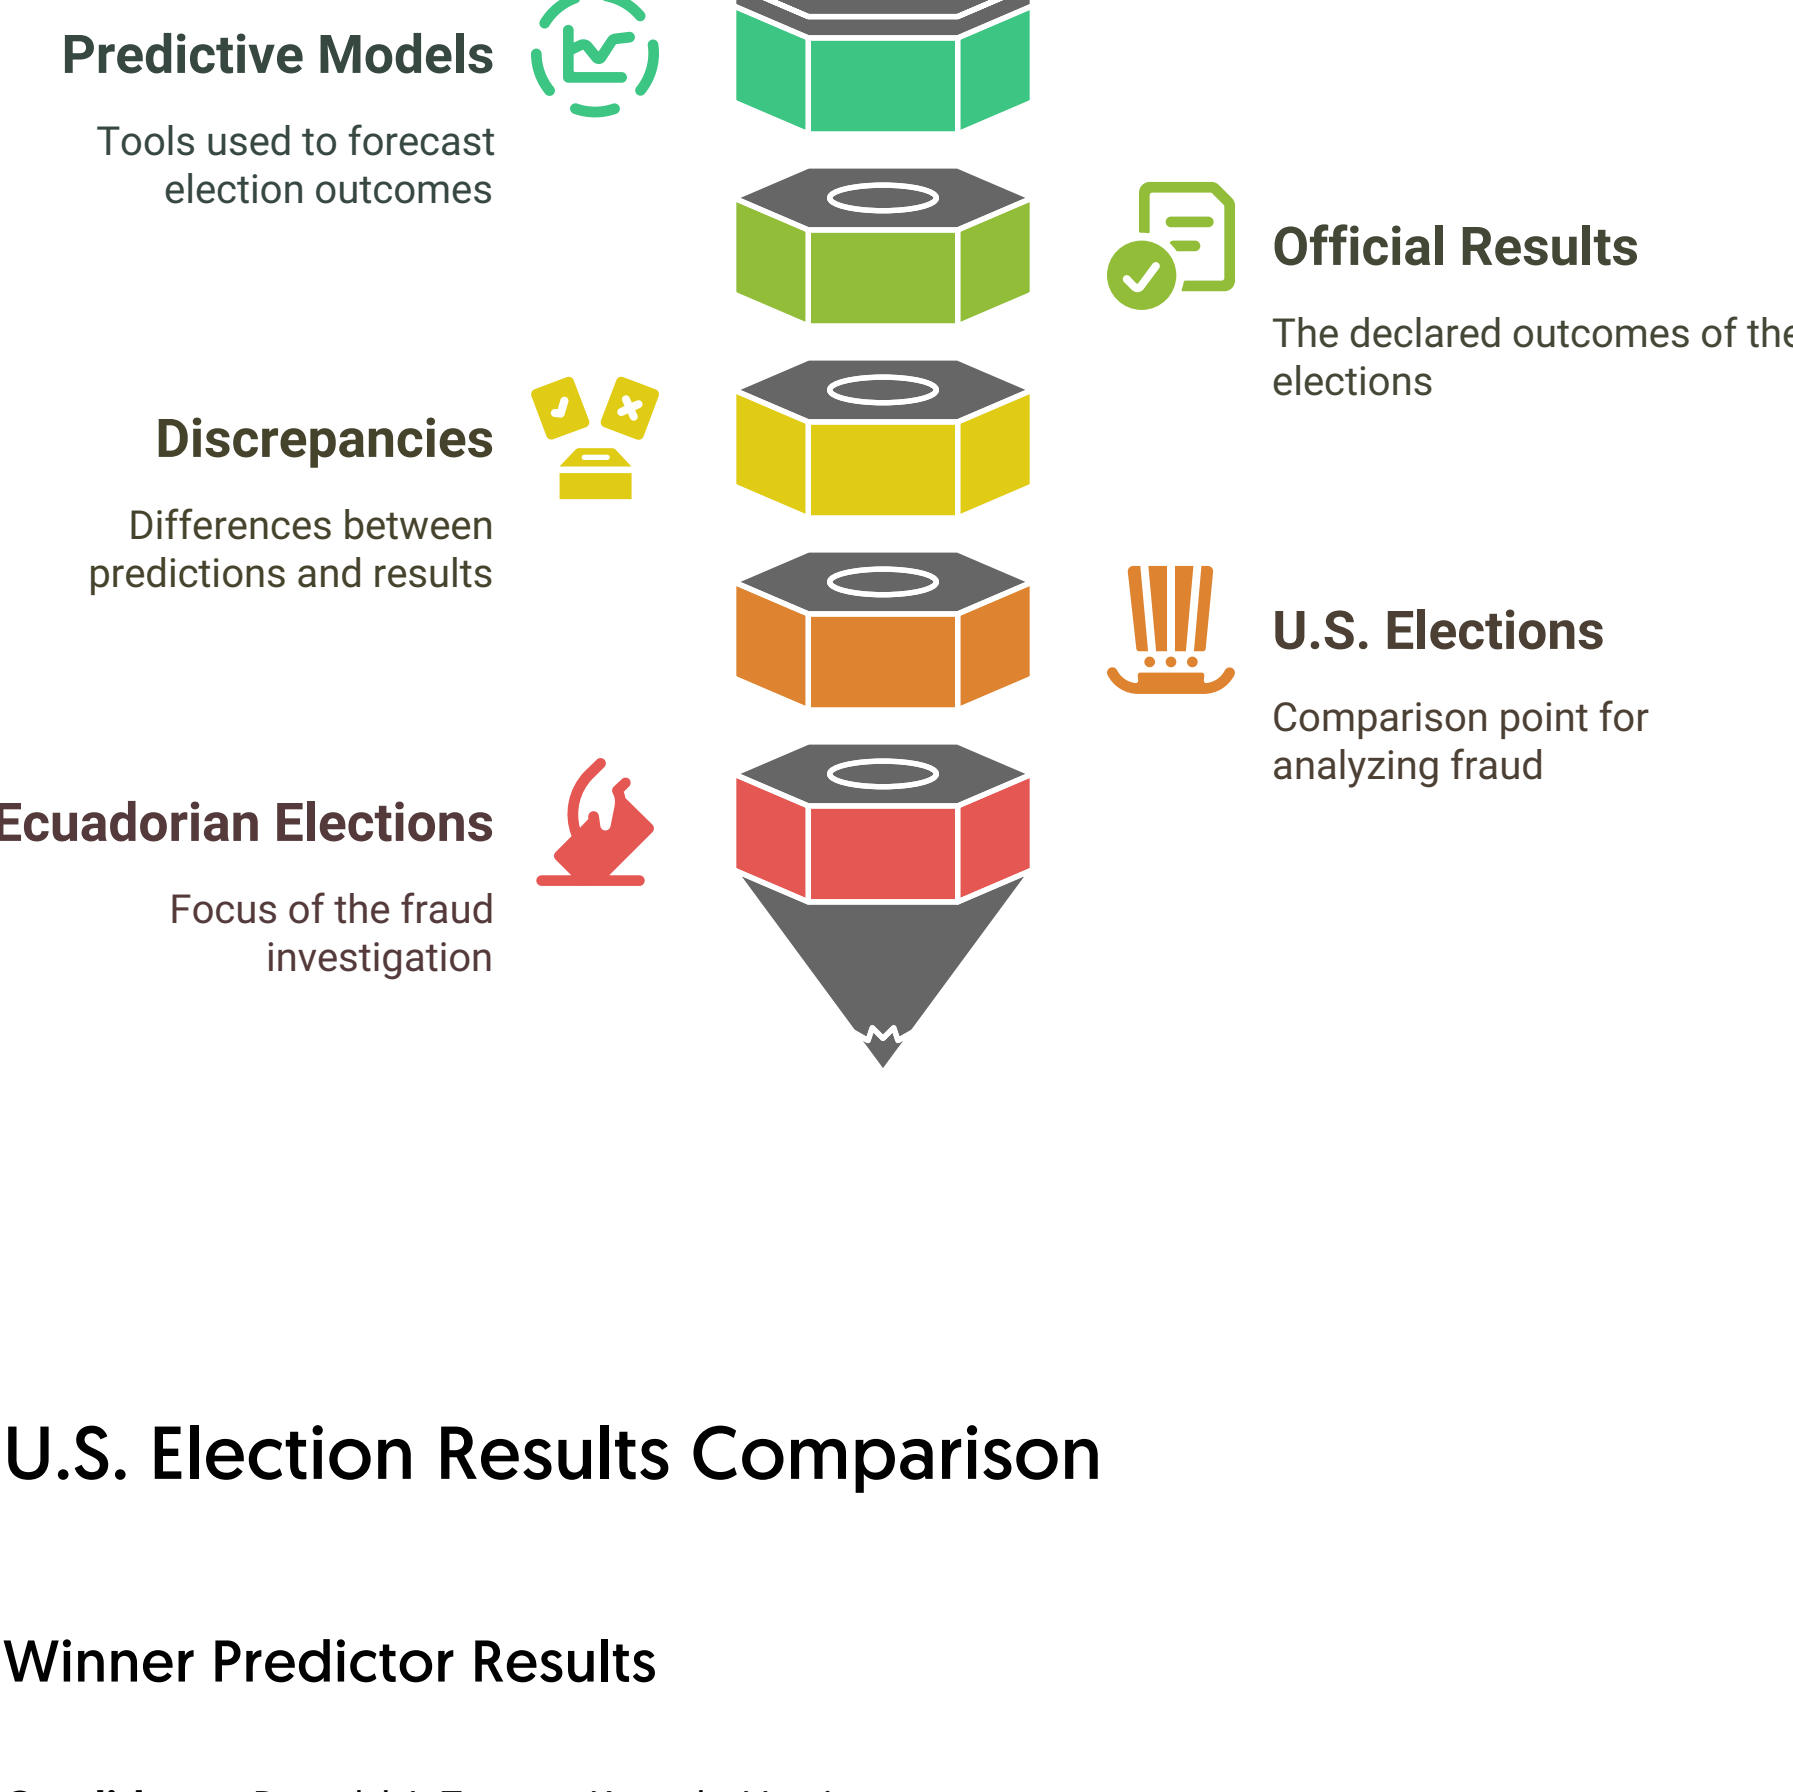 Predictive Models
Tools used to forecast
election outcomes
Official Results
The declared outcomes of the
elections
Discrepancies
Differences between
predictions and results
U.S. Elections
Comparison point for
analyzing fraud
Ecuadorian Elections
Focus of the fraud
investigation
U.S. Election Results Comparison
Winner Predictor Results